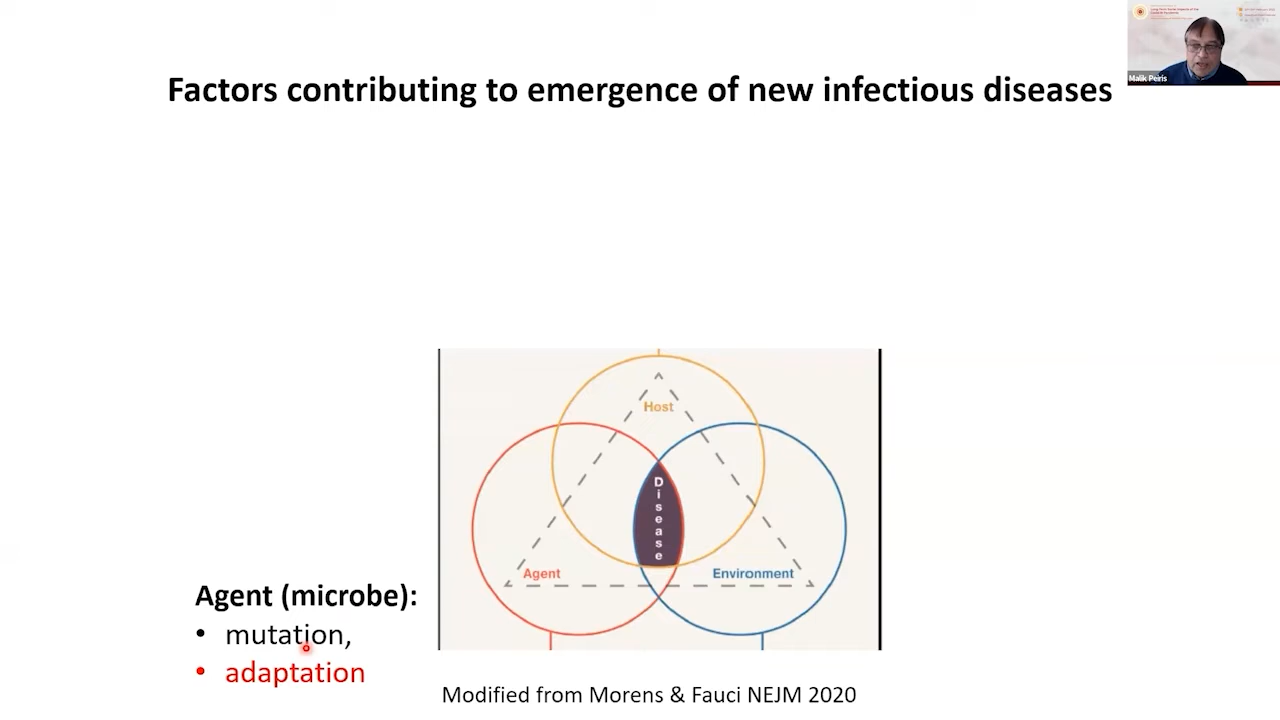 Factors contributing to emergence of new infectious diseases
Malik Peiris
Host
Disease
Agent
Environment
Agent (microbe):
• mutation,
• adaptation
Modified from Morens & Fauci NEJM 2020